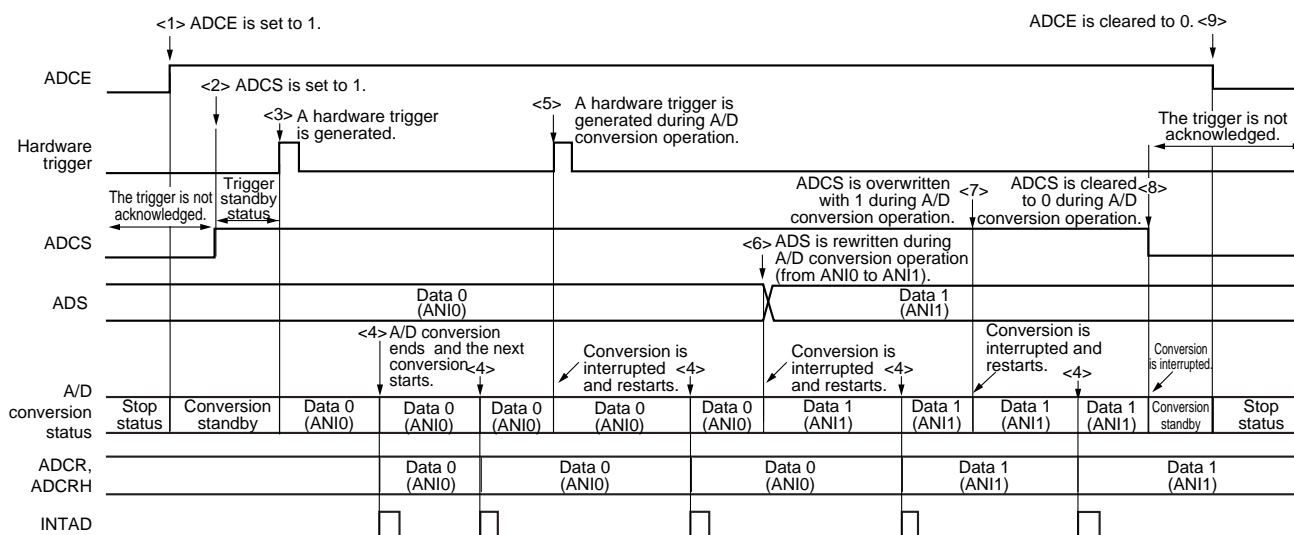 <1> ADCE is set to 1.
ADCE is cleared to 0. <9>
ADCE
<2> ADCS is set to 1.
<3> A hardware trigger
is generated.
<5> A hardware trigger is
generated during A/D
conversion operation.
The trigger is not
acknowledged.
Hardware
trigger
The trigger is not
acknowledged.
Trigger
standby
status
ADCS is overwritten
with 1 during A/D
conversion operation.
<7>
ADCS is cleared
to 0 during A/D
conversion operation.
<8>
ADCS
<6> ADS is rewritten during
A/D conversion operation
(from ANI0 to ANI1).
ADS
Data 0
(ANI0)
Data 1
(ANI1)
<4> A/D conversion
ends and the next
conversion
starts.
<4>
Conversion is
interrupted
and restarts.
<4>
Conversion is
interrupted
and restarts.
<4>
Conversion is
interrupted and
restarts.
<4>
Conversion
is interrupted.
A/D
conversion
status
Stop
status
Conversion
standby
Data 0
(ANI0)
Data 0
(ANI0)
Data 0
(ANI0)
Data 0
(ANI0)
Data 0
(ANI0)
Data 1
(ANI1)
Data 1
(ANI1)
Data 1
(ANI1)
Data 1
(ANI1)
Conversion
standby
Stop
status
ADCR,
ADCRH
Data 0
(ANI0)
Data 0
(ANI0)
Data 0
(ANI0)
Data 1
(ANI1)
Data 1
(ANI1)
INTAD